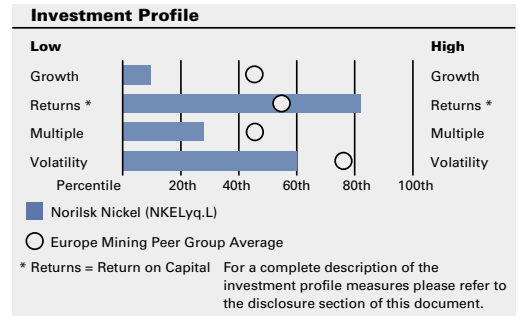 Investment Profile
Low High
Growth Growth
Returns * Returns *
Multiple Multiple
Volatility Volatility
Percentile 20th 40th 60th 80th 100th
Norilsk Nickel (NKELyq.L)
Europe Mining Peer Group Average
* Returns = Return on Capital For a complete description of the
investment profile measures please refer to
the disclosure section of this document.